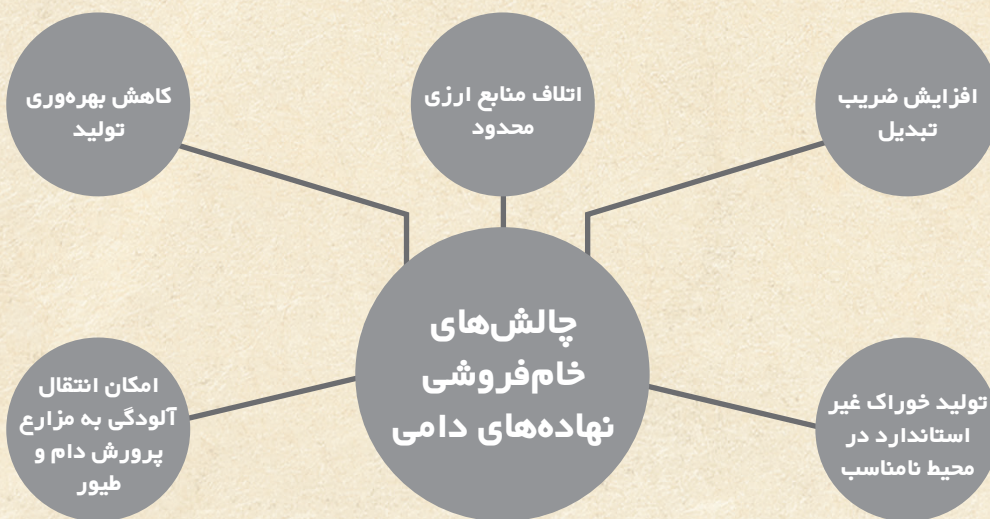 افزایش ضریب
تبدیل
اتلاف منابع ارزی
محدود
کاهش بهره‌وری
تولید
چالش‌های
خام‌فروشی
نهاده‌های دامی
تولید خوراک غیر
استاندارد در
محیط نامناسب
امکان انتقال
آلودگی به مزارع
پرورش دام و
طیور